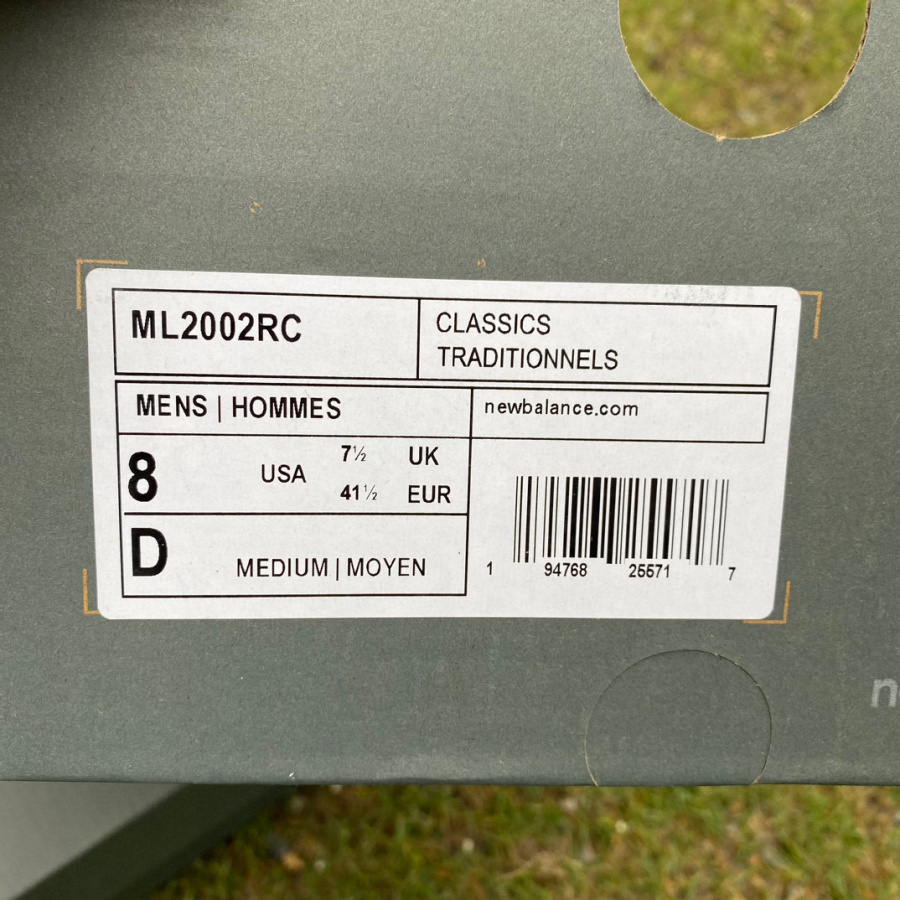 ML2002RC
CLASSICS
TRADITIONNELS
MENS | HOMMES
newbalance.com
8 USA 7½ UK
41½ EUR
D MEDIUM | MOYEN
1 94768 25571 7